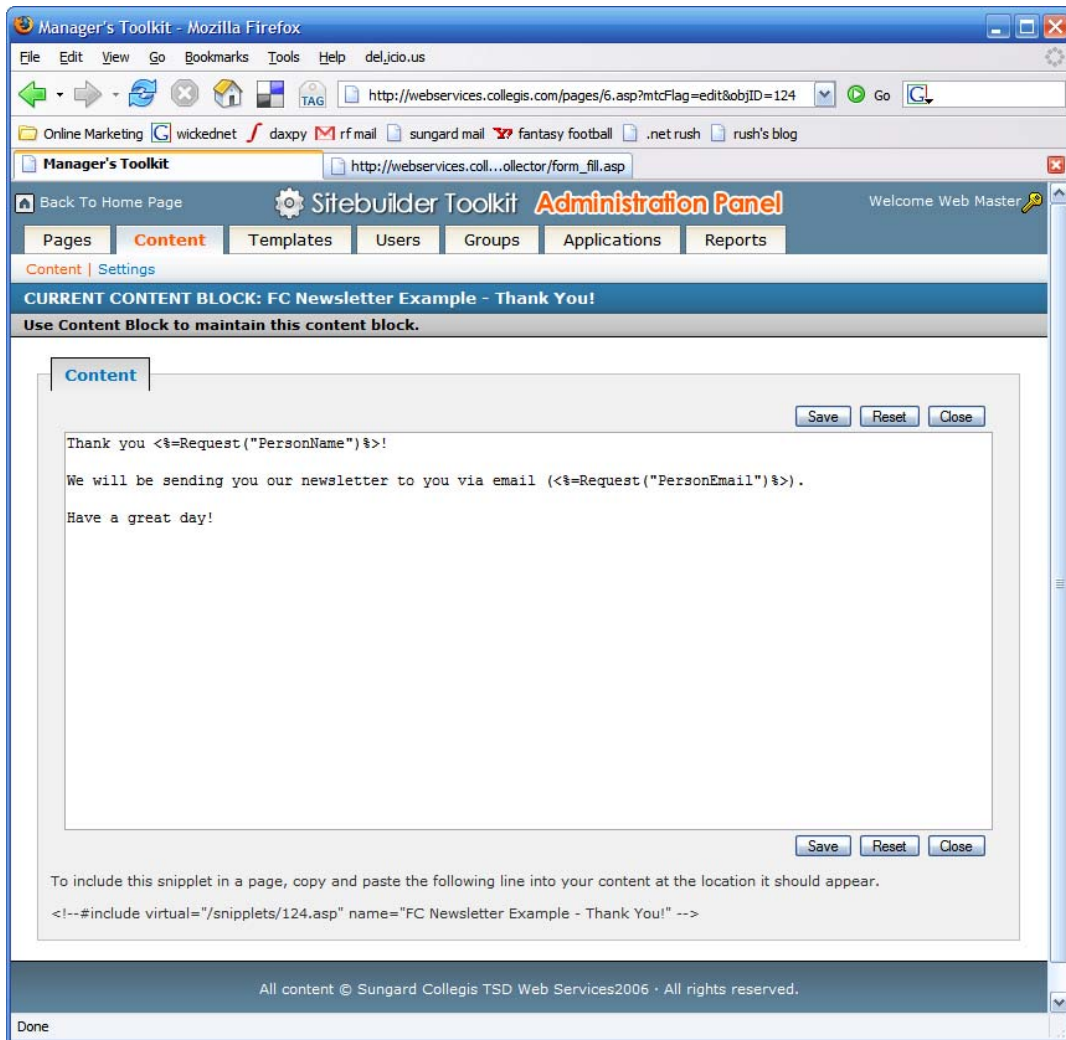 Manager's Toolkit - Mozilla Firefox
File Edit View Go Bookmarks Tools Help del.icio.us
TAG http://webservices.collegis.com/pages/6.asp?mtcFlag=edit&objID=124 Go G
Online Marketing G wickednet daxpy rf mail sungard mail Y? fantasy football .net rush rush's blog
Manager's Toolkit http://webservices.coll...ollector/form_fill.asp
Back To Home Page Sitebuilder Toolkit Administration Panel Welcome Web Master
Pages Content Templates Users Groups Applications Reports
Content | Settings
CURRENT CONTENT BLOCK: FC Newsletter Example - Thank You!
Use Content Block to maintain this content block.
Content
Save Reset Close
Thank you <%=Request("PersonName")%>!
We will be sending you our newsletter to you via email (<%=Request("PersonEmail")%>).
Have a great day!
Save Reset Close
To include this snipplet in a page, copy and paste the following line into your content at the location it should appear.
<!--#include virtual="/snipplets/124.asp" name="FC Newsletter Example - Thank You!" -->
All content © Sungard Collegis TSD Web Services2006 · All rights reserved.
Done